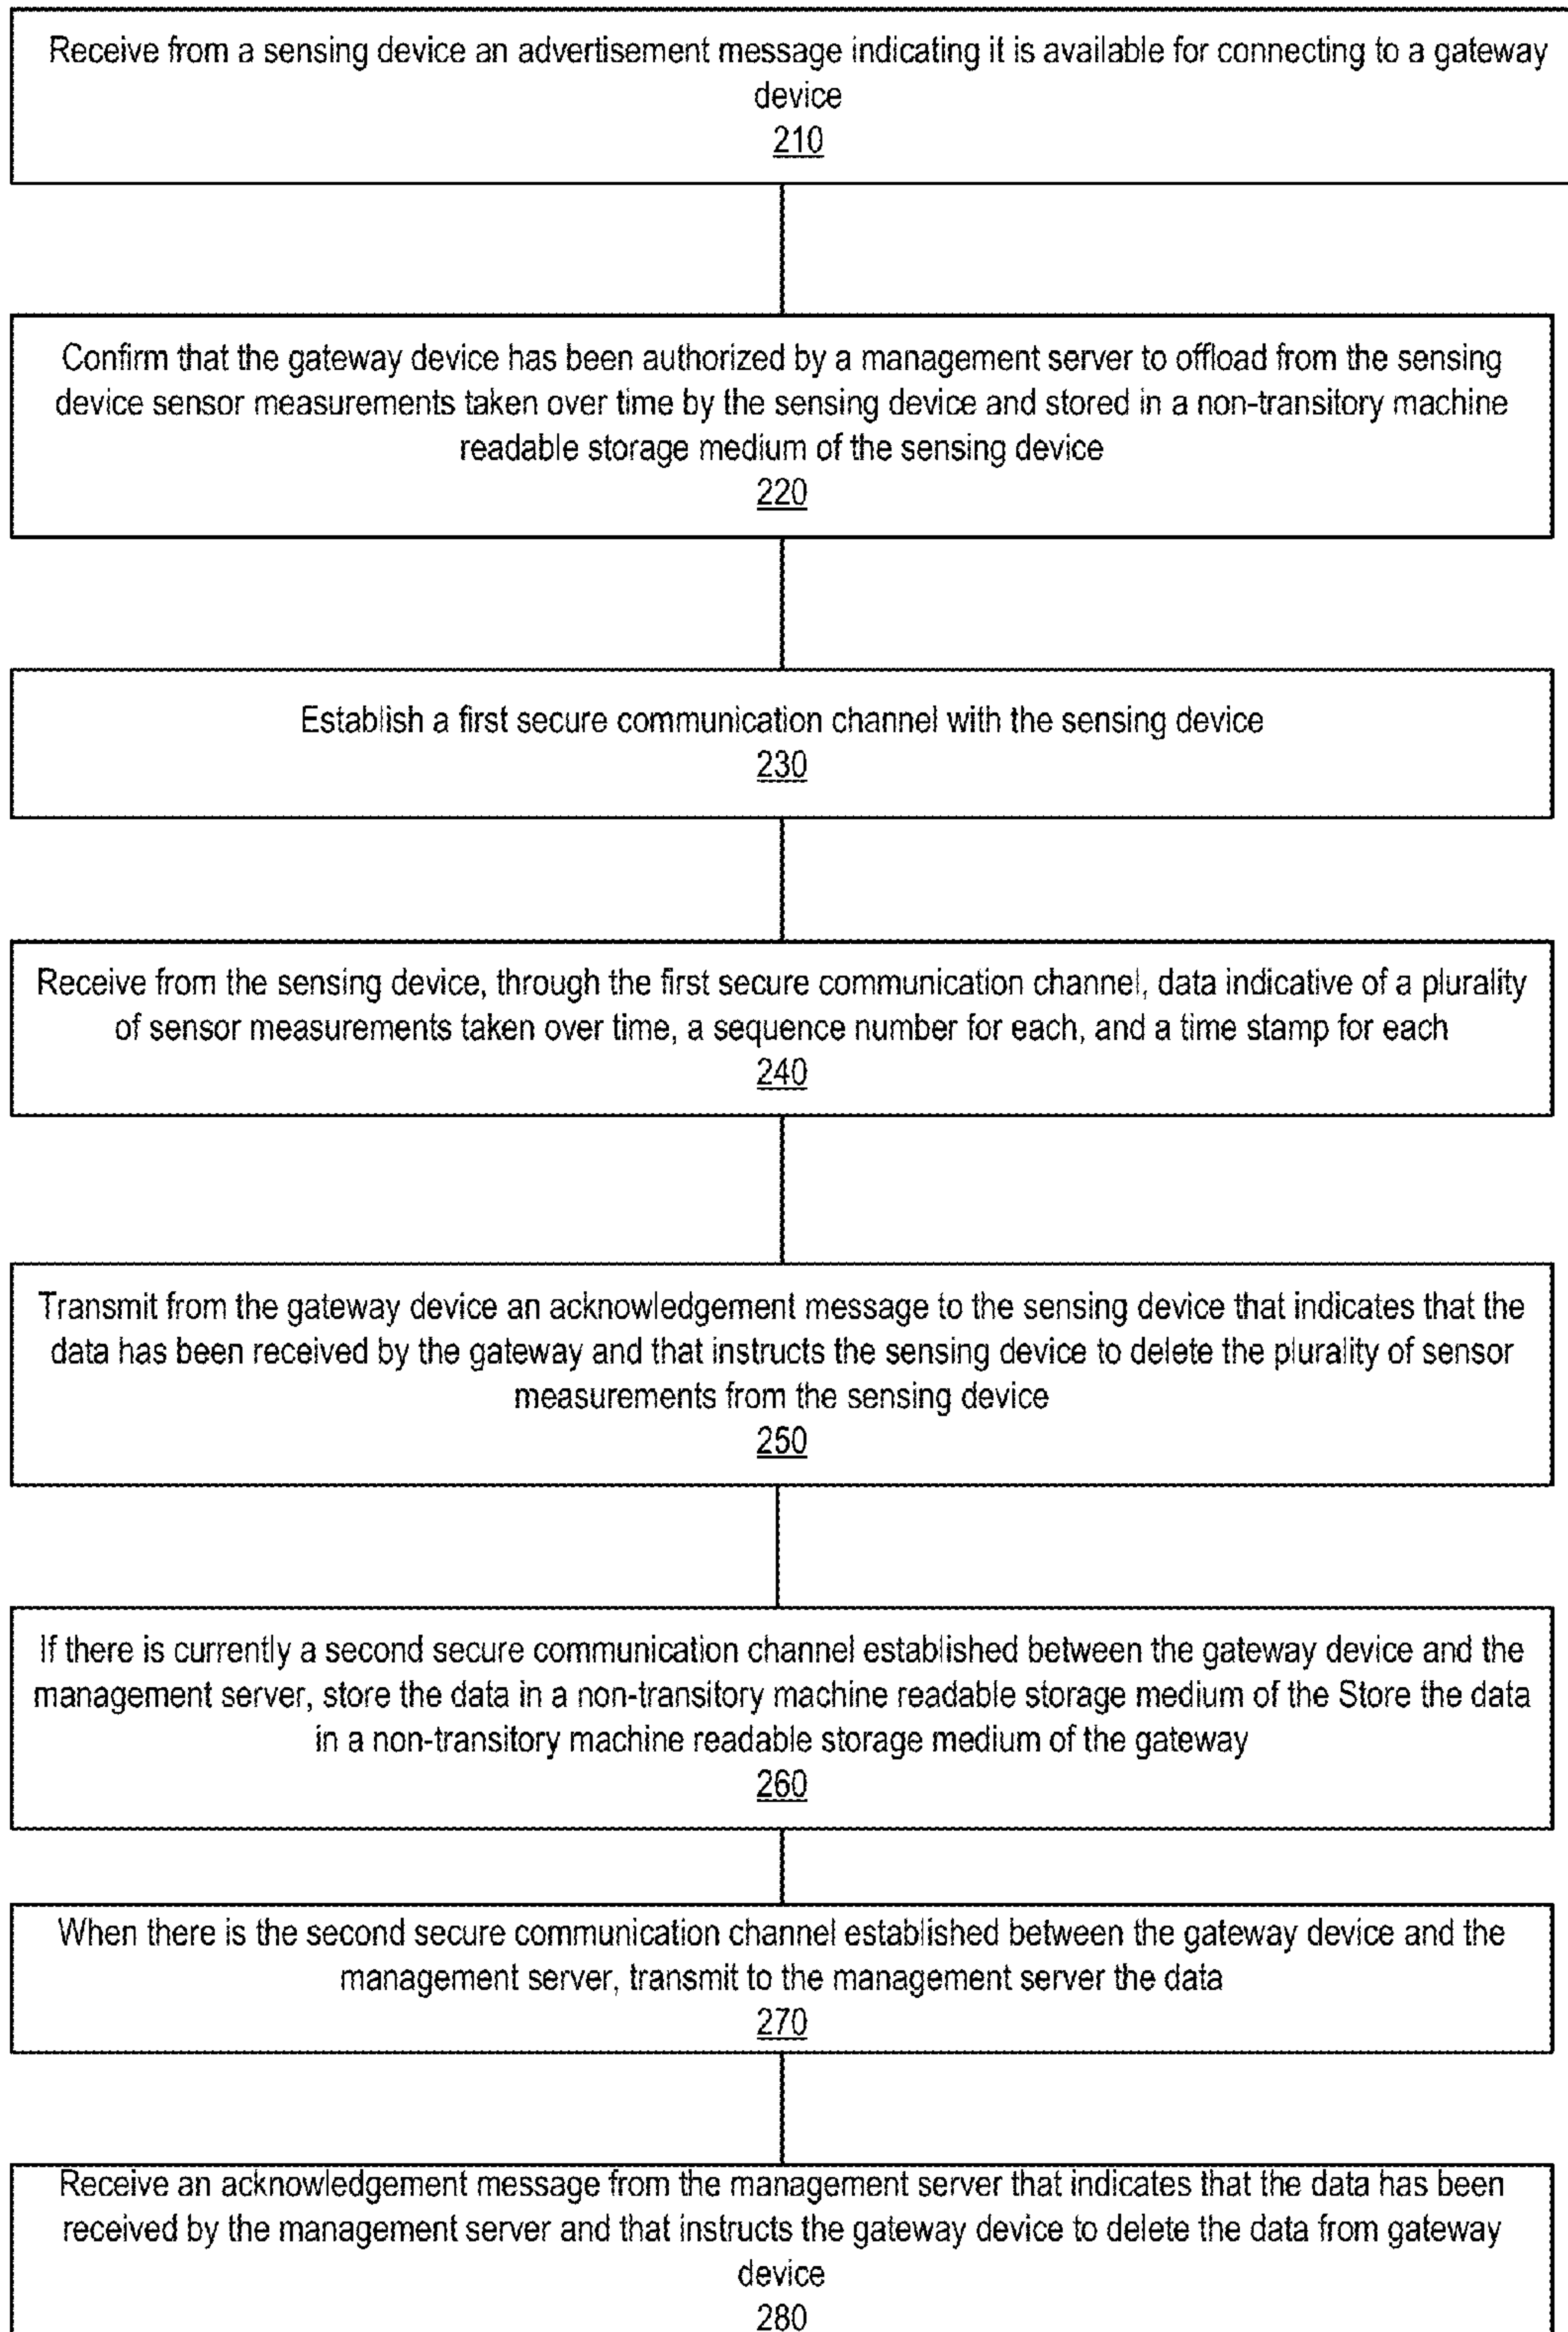 Receive from a sensing device an advertisement message indicating it is available for connecting to a gateway
device
210
Confirm that the gateway device has been authorized by a management server to offload from the sensing
device sensor measurements taken over time by the sensing device and stored in a non-transitory machine
readable storage medium of the sensing device
220
Establish a first secure communication channel with the sensing device
230
Receive from the sensing device, through the first secure communication channel, data indicative of a plurality
of sensor measurements taken over time, a sequence number for each, and a time stamp for each
240
Transmit from the gateway device an acknowledgement message to the sensing device that indicates that the
data has been received by the gateway and that instructs the sensing device to delete the plurality of sensor
measurements from the sensing device
250
If there is currently a second secure communication channel established between the gateway device and the
management server, store the data in a non-transitory machine readable storage medium of the Store the data
in a non-transitory machine readable storage medium of the gateway
260
When there is the second secure communication channel established between the gateway device and the
management server, transmit to the management server the data
270
Receive an acknowledgement message from the management server that indicates that the data has been
received by the management server and that instructs the gateway device to delete the data from gateway
device
280